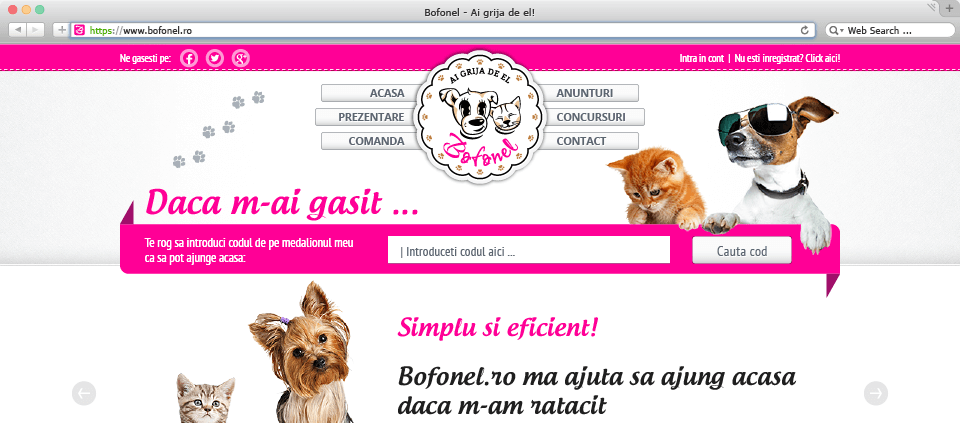 Bofonel - Ai grija de el!
https://www.bofonel.ro
Web Search ...
Ne gasesti pe:
Intra in cont | Nu esti inregistrat? Click aici!
AI GRIJA DE EL
Bofonel
ACASA
ANUNTURI
PREZENTARE
CONCURSURI
COMANDA
CONTACT
Daca m-ai gasit ...
Te rog sa introduci codul de pe medalionul meu
ca sa pot ajunge acasa:
| Introduceti codul aici ...
Cauta cod
Simplu si eficient!
Bofonel.ro ma ajuta sa ajung acasa
daca m-am ratacit